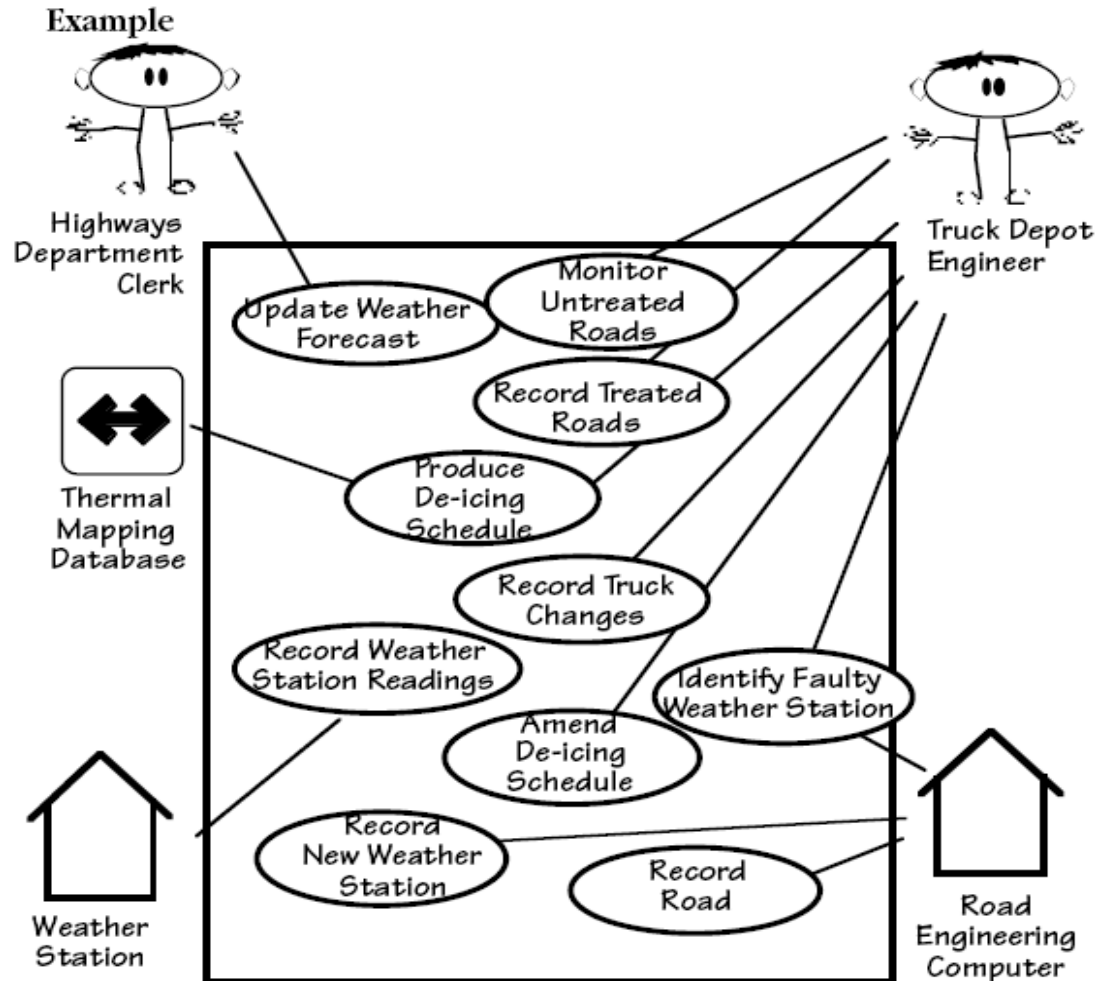 Example
Highways
Department
Clerk
Truck Depot
Engineer
Update Weather
Forecast
Monitor
Untreated
Roads
Record Treated
Roads
Thermal
Mapping
Database
Produce
De-icing
Schedule
Record Truck
Changes
Record Weather
Station Readings
Identify Faulty
Weather Station
Amend
De-icing
Schedule
Weather
Station
Record
New Weather
Station
Record
Road
Road
Engineering
Computer